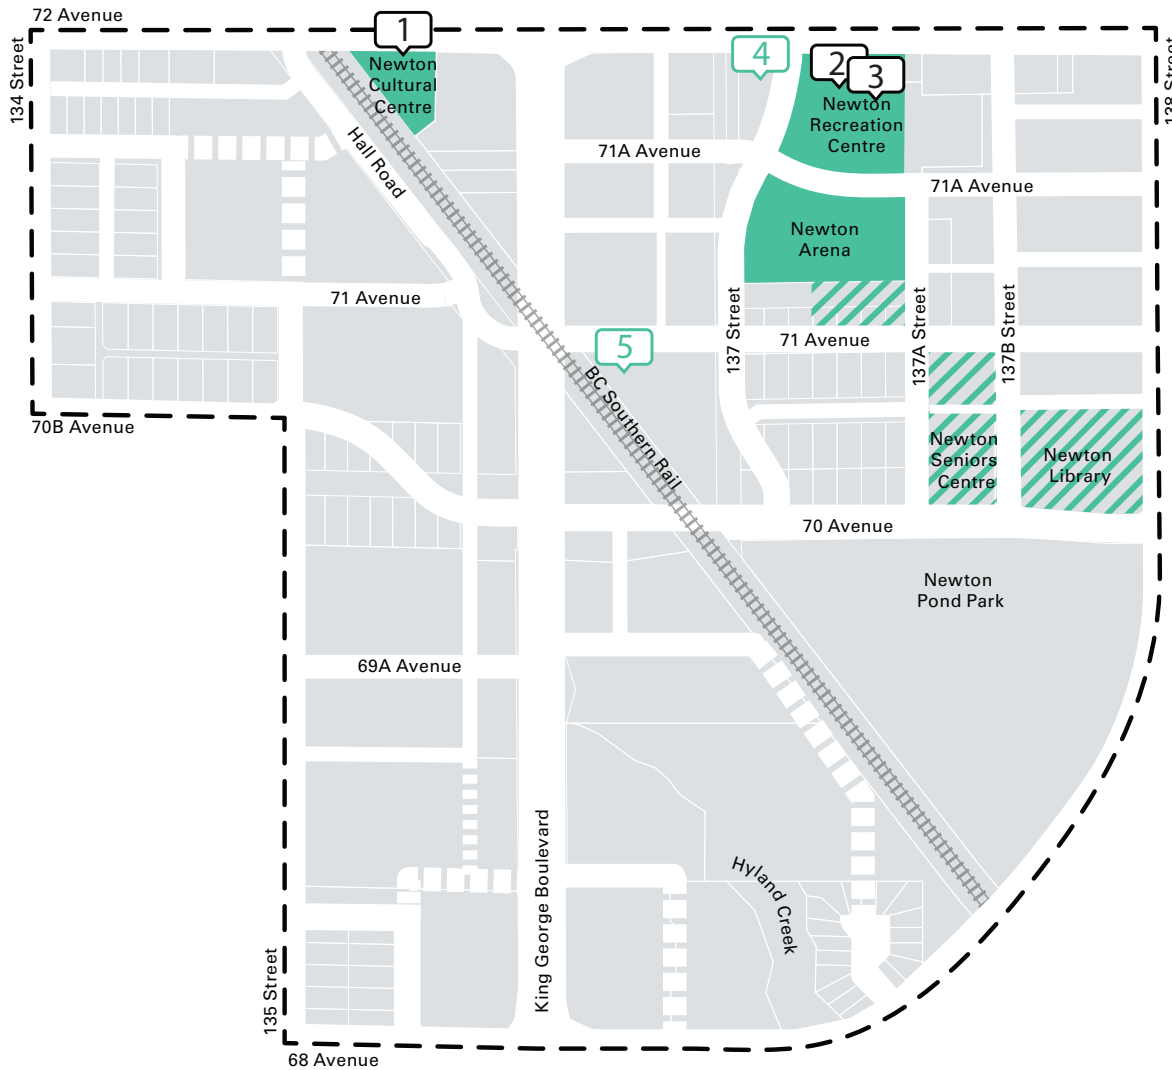 72 Avenue
134 Street
1
Newton
Cultural
Centre
4
2
3
Newton
Recreation
Centre
138 Street
Hall Road
71A Avenue
71A Avenue
Newton
Arena
71 Avenue
137 Street
71 Avenue
137A Street
137B Street
5
BC Southern Rail
70B Avenue
Newton
Seniors
Centre
Newton
Library
70 Avenue
Newton
Pond Park
69A Avenue
King George Boulevard
Hyland Creek
135 Street
68 Avenue